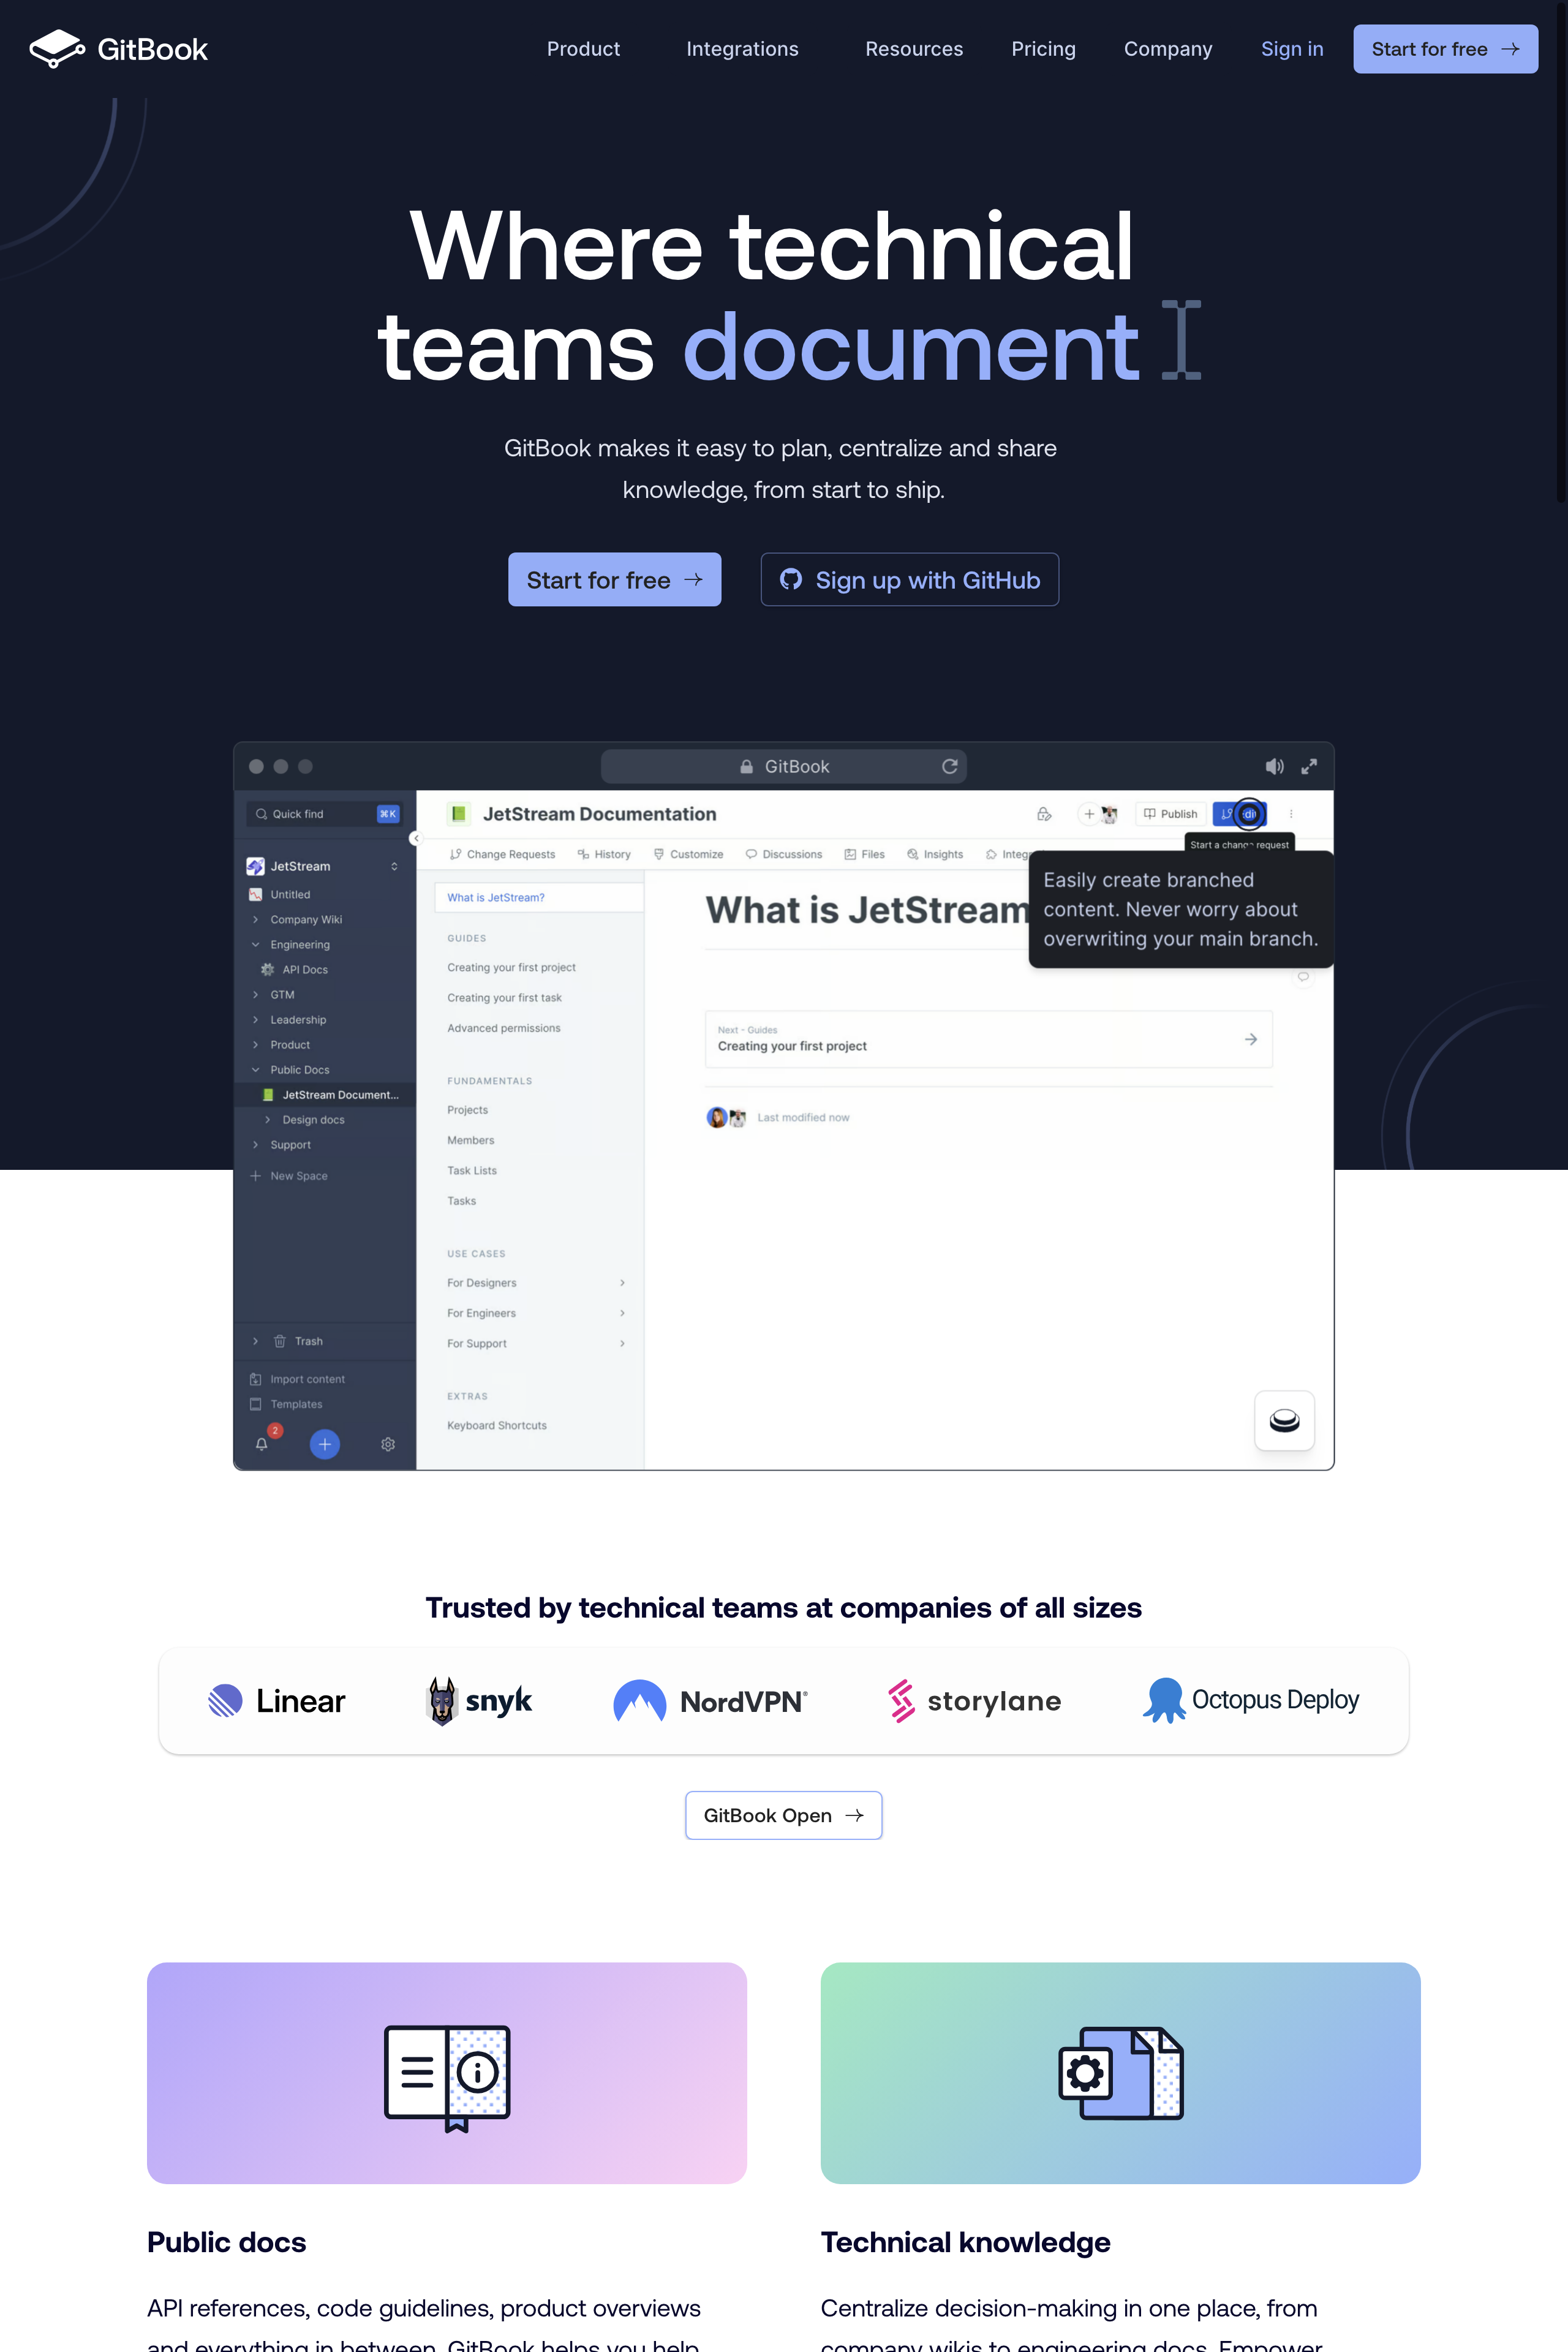 GitBook
Product Integrations Resources Pricing Company Sign in Start for free →
Where technical
teams document
GitBook makes it easy to plan, centralize and share
knowledge, from start to ship.
Start for free →
Sign up with GitHub
GitBook
Quick find ⌘K
JetStream
Untitled
Company Wiki
Engineering
API Docs
GTM
Leadership
Product
Public Docs
JetStream Document...
Design docs
Support
New Space
Trash
Import content
Templates
2
JetStream Documentation
Publish
Edit
Start a change request
Change Requests History Customize Discussions Files Insights
Easily create branched
content. Never worry about
overwriting your main branch.
What is JetStream?
GUIDES
Creating your first project
Creating your first task
Advanced permissions
FUNDAMENTALS
Projects
Members
Task Lists
Tasks
USE CASES
For Designers
For Engineers
For Support
EXTRAS
Keyboard Shortcuts
What is JetStream
Next - Guides
Creating your first project
Last modified now
Trusted by technical teams at companies of all sizes
Linear snyk NordVPN® storylane Octopus Deploy
GitBook Open →
Public docs
API references, code guidelines, product overviews
and everything in between. GitBook helps you help
Technical knowledge
Centralize decision-making in one place, from
company wikis to engineering docs. Empower